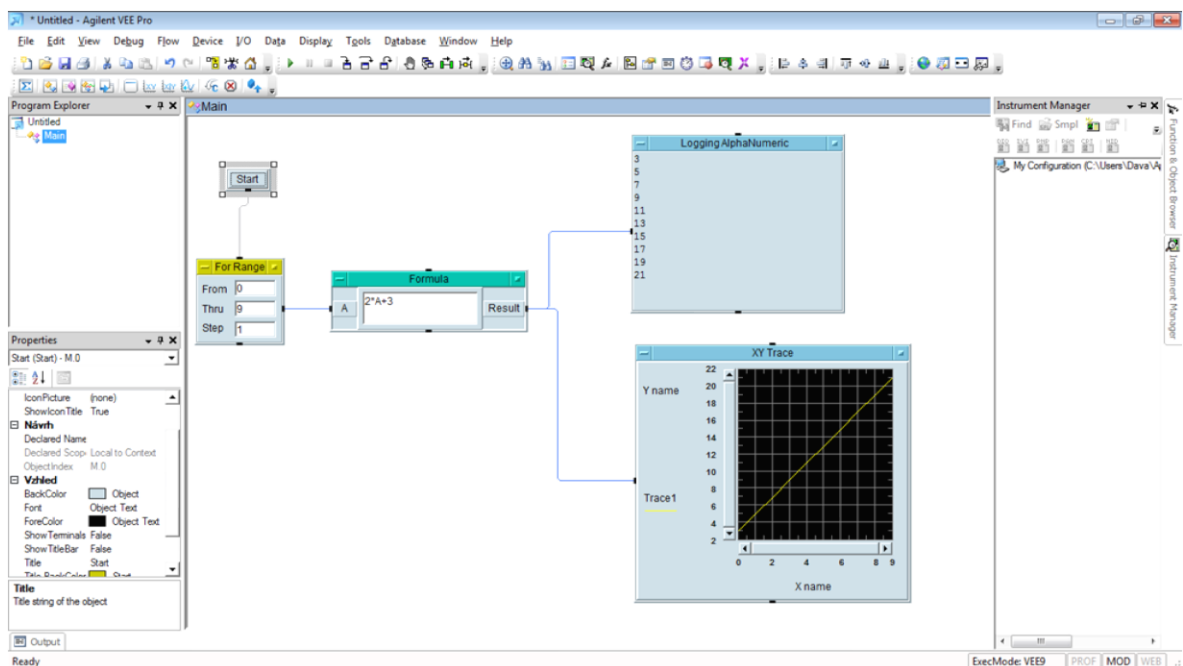 * Untitled - Agilent VEE Pro
File Edit View Debug Flow Device I/O Data Display Tools Database Window Help
Program Explorer
Untitled
Main
Main
Start
For Range
From 0
Thru 9
Step 1
Formula
A
2*A+3
Result
Logging AlphaNumeric
3
5
7
9
11
13
15
17
19
21
XY Trace
Y name
Trace1
22
20
18
16
14
12
10
8
6
4
2
0 2 4 6 8 9
X name
Instrument Manager
Find Smpl
My Configuration (C:\Users\Dava\A
Function & Object Browser
Instrument Manager
Properties
Start (Start) - M.0
IconPicture (none)
ShowIconTitle True
Návrh
Declared Name
Declared Scop Local to Context
ObjectIndex M.0
Vzhled
BackColor Object
Font Object Text
ForeColor Object Text
ShowTerminals False
ShowTitleBar False
Title Start
Title BackColor Start
Title
Title string of the object
Output
Ready
ExecMode: VEE9 PROF MOD WEB